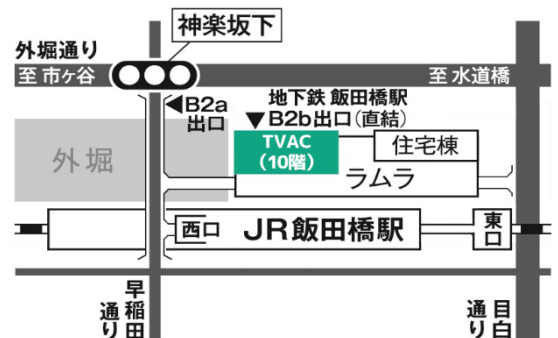 神楽坂下
外堀通り
至市ヶ谷
至水道橋
◀B2a
出口
地下鉄 飯田橋駅
▼B2b出口(直結)
外堀
TVAC
(10階)
住宅棟
ラムラ
西口
JR飯田橋駅
東口
早稲田通り
目白通り